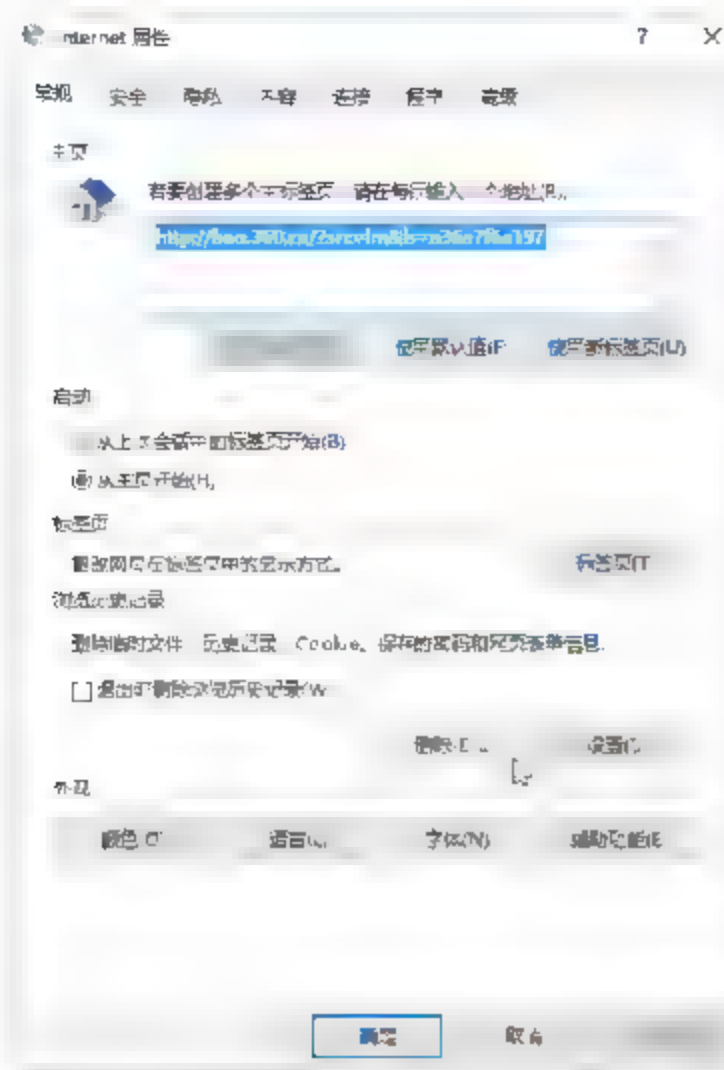 Internet 属性
常规 安全 隐私 内容 连接 程序 高级
主页
若要创建多个主标签页，请在每行输入一个地址(R)。
使用默认值(F) 使用新标签页(U)
启动
从上次会话中的标签页开始(B)
从主页开始(H)
标签页
更改网页在标签页中的显示方式。 标签页(T)
浏览历史记录
删除临时文件、历史记录、Cookie、保存的密码和网页表单信息。
退出时删除浏览历史记录(W)
删除(D)... 设置(S)
外观
颜色(O) 语言(L) 字体(N) 辅助功能(E)
确定 取消